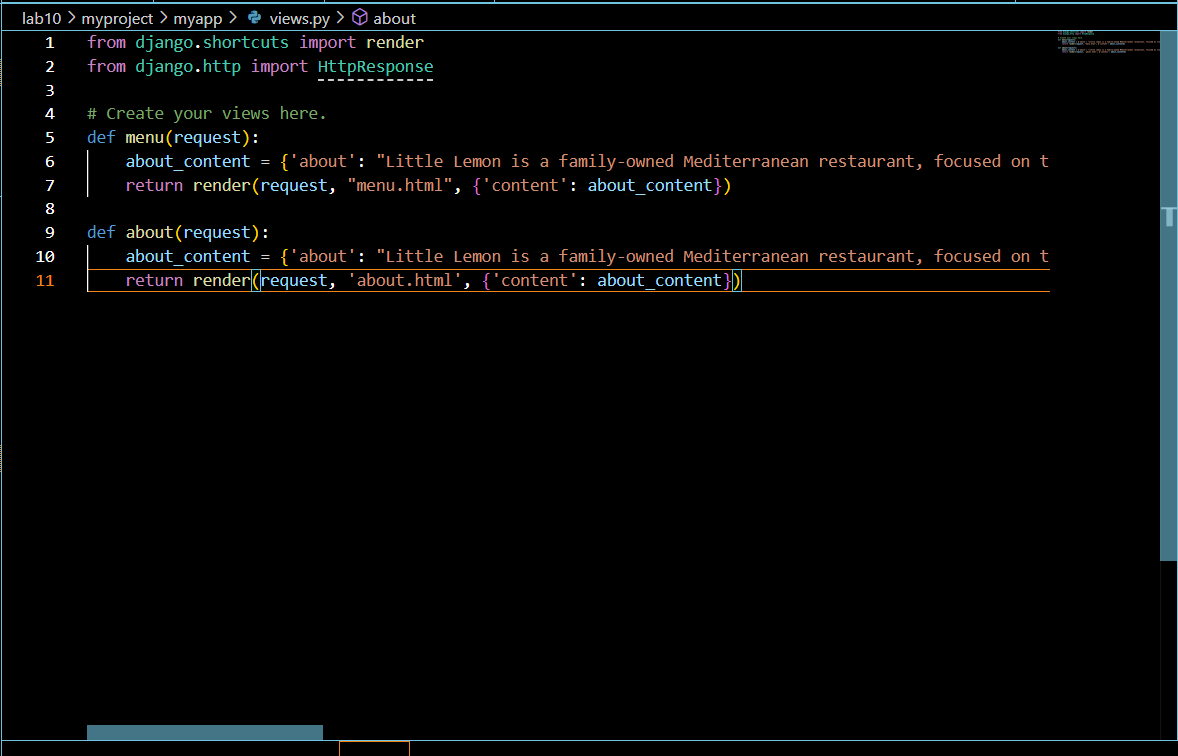 lab10 > myproject > myapp > views.py > about
1 from django.shortcuts import render
2 from django.http import HttpResponse
3
4 # Create your views here.
5 def menu(request):
6     about_content = {'about': "Little Lemon is a family-owned Mediterranean restaurant, focused on t
7     return render(request, "menu.html", {'content': about_content})
8
9 def about(request):
10     about_content = {'about': "Little Lemon is a family-owned Mediterranean restaurant, focused on t
11     return render(request, 'about.html', {'content': about_content})